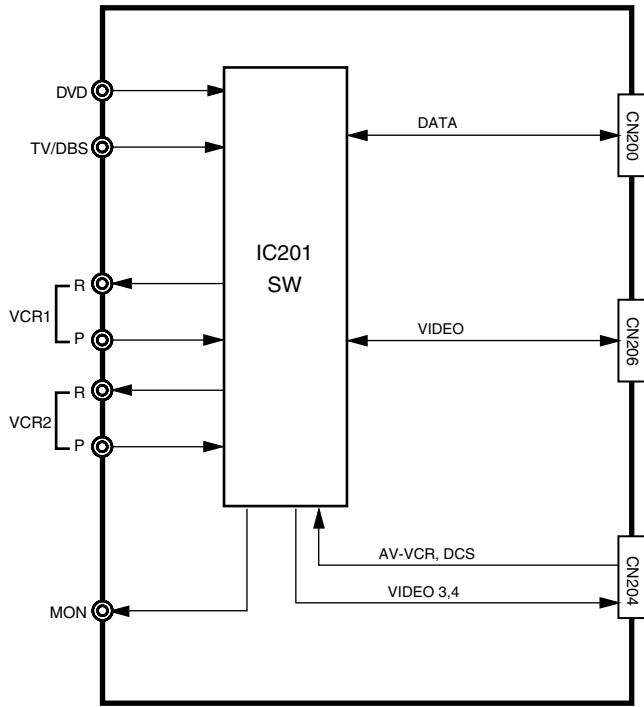 DVD
TV/DBS
VCR1
R
P
VCR2
R
P
MON
IC201
SW
DATA
VIDEO
AV-VCR, DCS
VIDEO 3,4
CN200
CN206
CN204